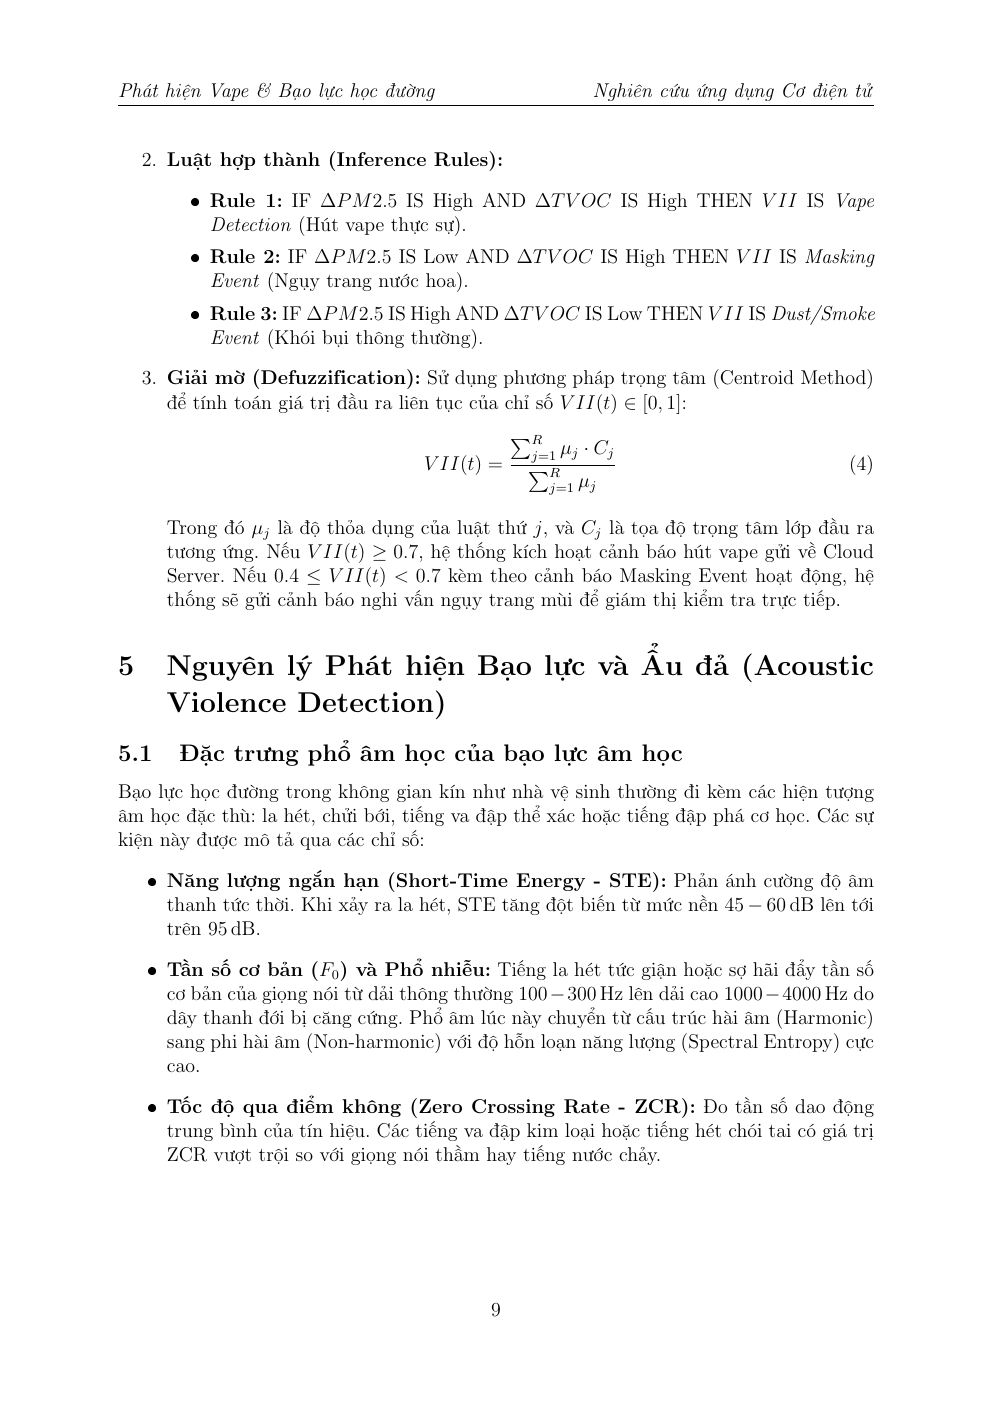 Phát hiện Vape & Bạo lực học đường Nghiên cứu ứng dụng Cơ điện tử
2. Luật hợp thành (Inference Rules):
• Rule 1: IF ΔPM2.5 IS High AND ΔTVOC IS High THEN VII IS Vape
Detection (Hút vape thực sự).
• Rule 2: IF ΔPM2.5 IS Low AND ΔTVOC IS High THEN VII IS Masking
Event (Ngụy trang nước hoa).
• Rule 3: IF ΔPM2.5 IS High AND ΔTVOC IS Low THEN VII IS Dust/Smoke
Event (Khói bụi thông thường).
3. Giải mờ (Defuzzification): Sử dụng phương pháp trọng tâm (Centroid Method)
để tính toán giá trị đầu ra liên tục của chỉ số VII(t) ∈ [0, 1]:
VII(t) = \frac{\sum_{j=1}^{R} μ_j · C_j}{\sum_{j=1}^{R} μ_j} (4)
Trong đó μ_j là độ thỏa dụng của luật thứ j, và C_j là tọa độ trọng tâm lớp đầu ra
tương ứng. Nếu VII(t) ≥ 0.7, hệ thống kích hoạt cảnh báo hút vape gửi về Cloud
Server. Nếu 0.4 ≤ VII(t) < 0.7 kèm theo cảnh báo Masking Event hoạt động, hệ
thống sẽ gửi cảnh báo nghi vấn ngụy trang mùi để giám thị kiểm tra trực tiếp.
5 Nguyên lý Phát hiện Bạo lực và Ẩu đả (Acoustic
Violence Detection)
5.1 Đặc trưng phổ âm học của bạo lực âm học
Bạo lực học đường trong không gian kín như nhà vệ sinh thường đi kèm các hiện tượng
âm học đặc thù: la hét, chửi bới, tiếng va đập thể xác hoặc tiếng đập phá cơ học. Các sự
kiện này được mô tả qua các chỉ số:
• Năng lượng ngắn hạn (Short-Time Energy - STE): Phản ánh cường độ âm
thanh tức thời. Khi xảy ra la hét, STE tăng đột biến từ mức nền 45 – 60 dB lên tới
trên 95 dB.
• Tần số cơ bản (F₀) và Phổ nhiễu: Tiếng la hét tức giận hoặc sợ hãi đẩy tần số
cơ bản của giọng nói từ dải thông thường 100 – 300 Hz lên dải cao 1000 – 4000 Hz do
dây thanh đới bị căng cứng. Phổ âm lúc này chuyển từ cấu trúc hài âm (Harmonic)
sang phi hài âm (Non-harmonic) với độ hỗn loạn năng lượng (Spectral Entropy) cực
cao.
• Tốc độ qua điểm không (Zero Crossing Rate - ZCR): Đo tần số dao động
trung bình của tín hiệu. Các tiếng va đập kim loại hoặc tiếng hét chói tai có giá trị
ZCR vượt trội so với giọng nói thầm hay tiếng nước chảy.
9